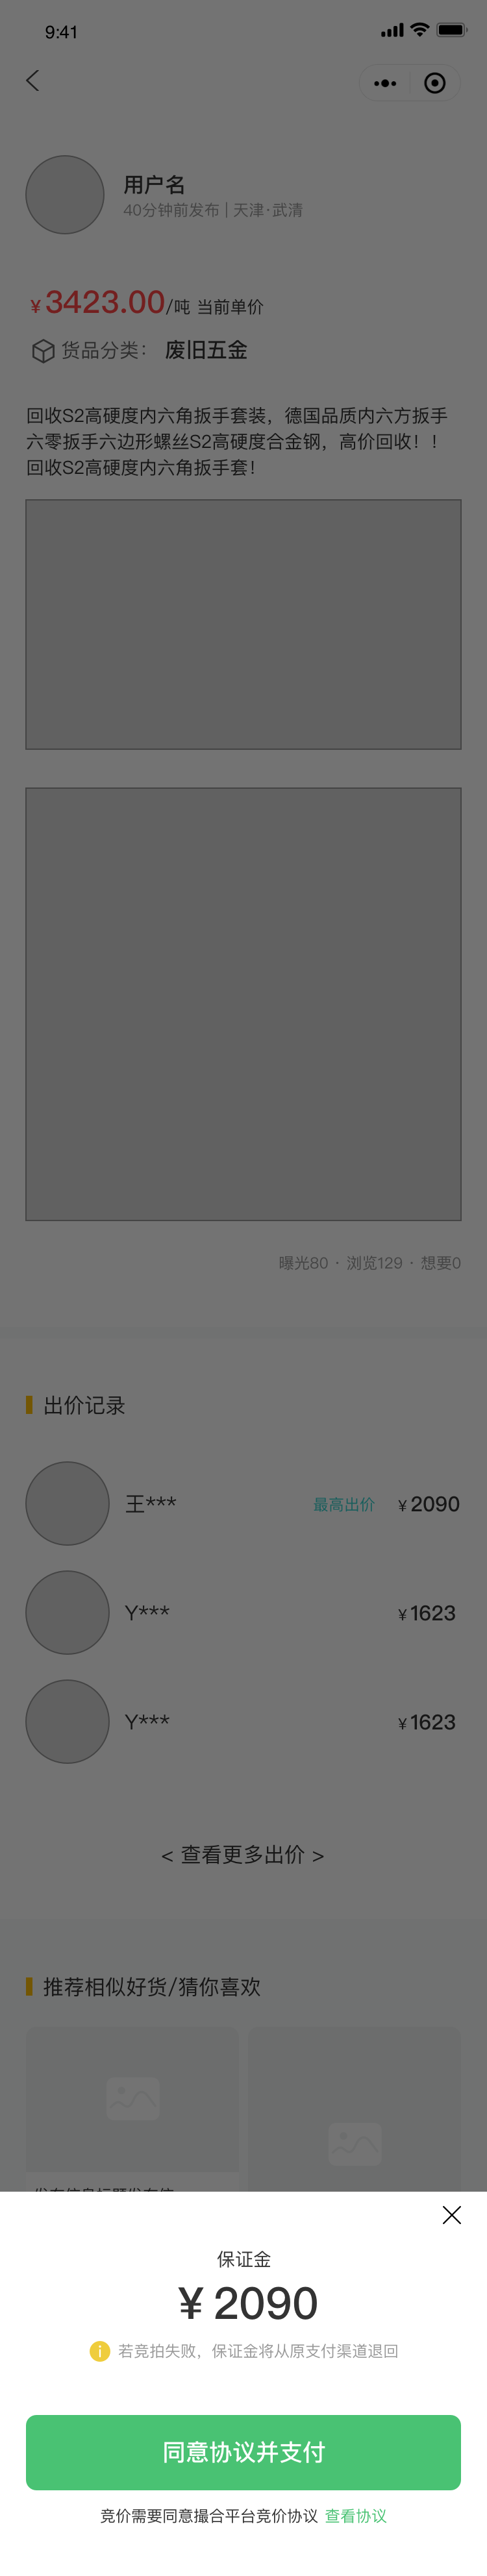 9:41
用户名
40分钟前发布 | 天津·武清
¥3423.00/吨 当前单价
货品分类： 废旧五金
回收S2高硬度内六角扳手套装，德国品质内六方扳手
六零扳手六边形螺丝S2高硬度合金钢，高价回收！！
回收S2高硬度内六角扳手套！
曝光80 · 浏览129 · 想要0
出价记录
王*** 最高出价 ¥2090
Y*** ¥1623
Y*** ¥1623
< 查看更多出价 >
推荐相似好货/猜你喜欢
保证金
¥ 2090
若竞拍失败，保证金将从原支付渠道退回
同意协议并支付
竞价需要同意撮合平台竞价协议 查看协议